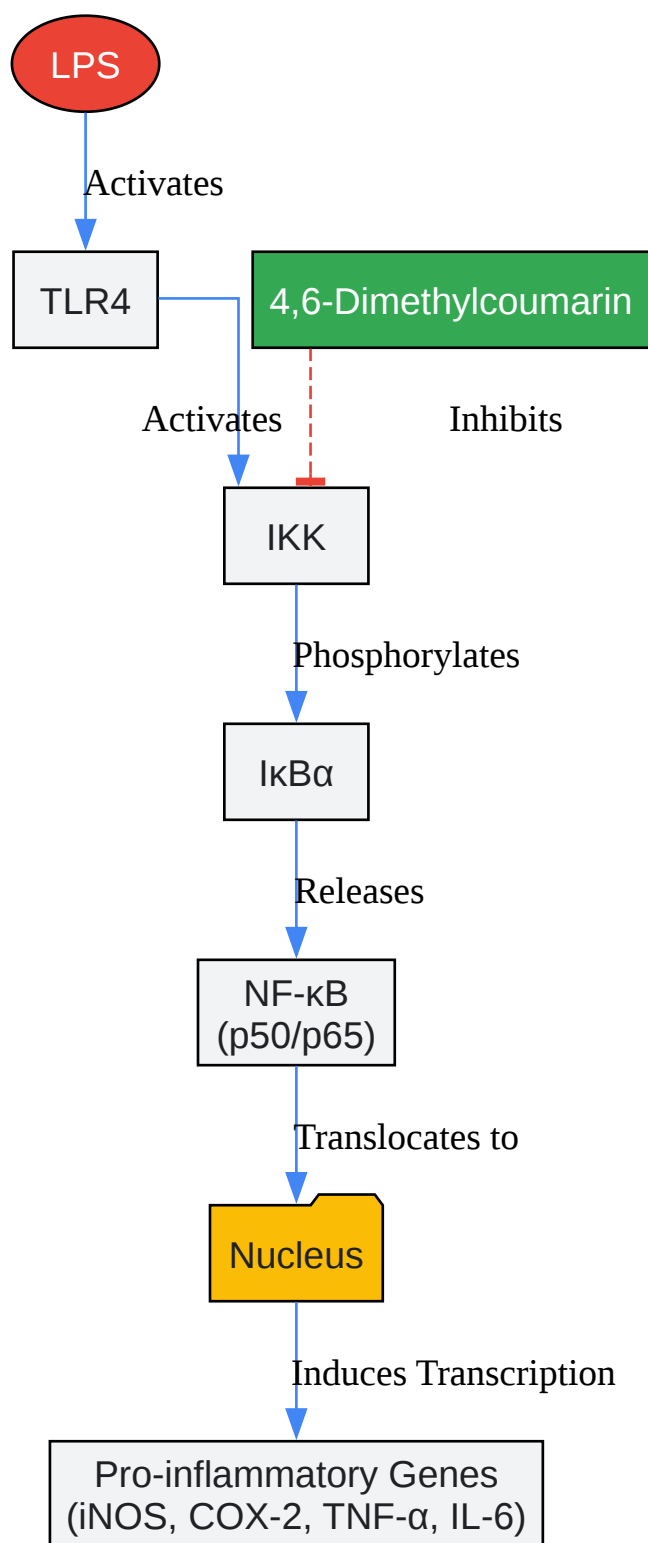 LPS
Activates
TLR4
4,6-Dimethylcoumarin
Activates
Inhibits
IKK
Phosphorylates
IκBα
Releases
NF-κB
(p50/p65)
Translocates to
Nucleus
Induces Transcription
Pro-inflammatory Genes
(iNOS, COX-2, TNF-α, IL-6)